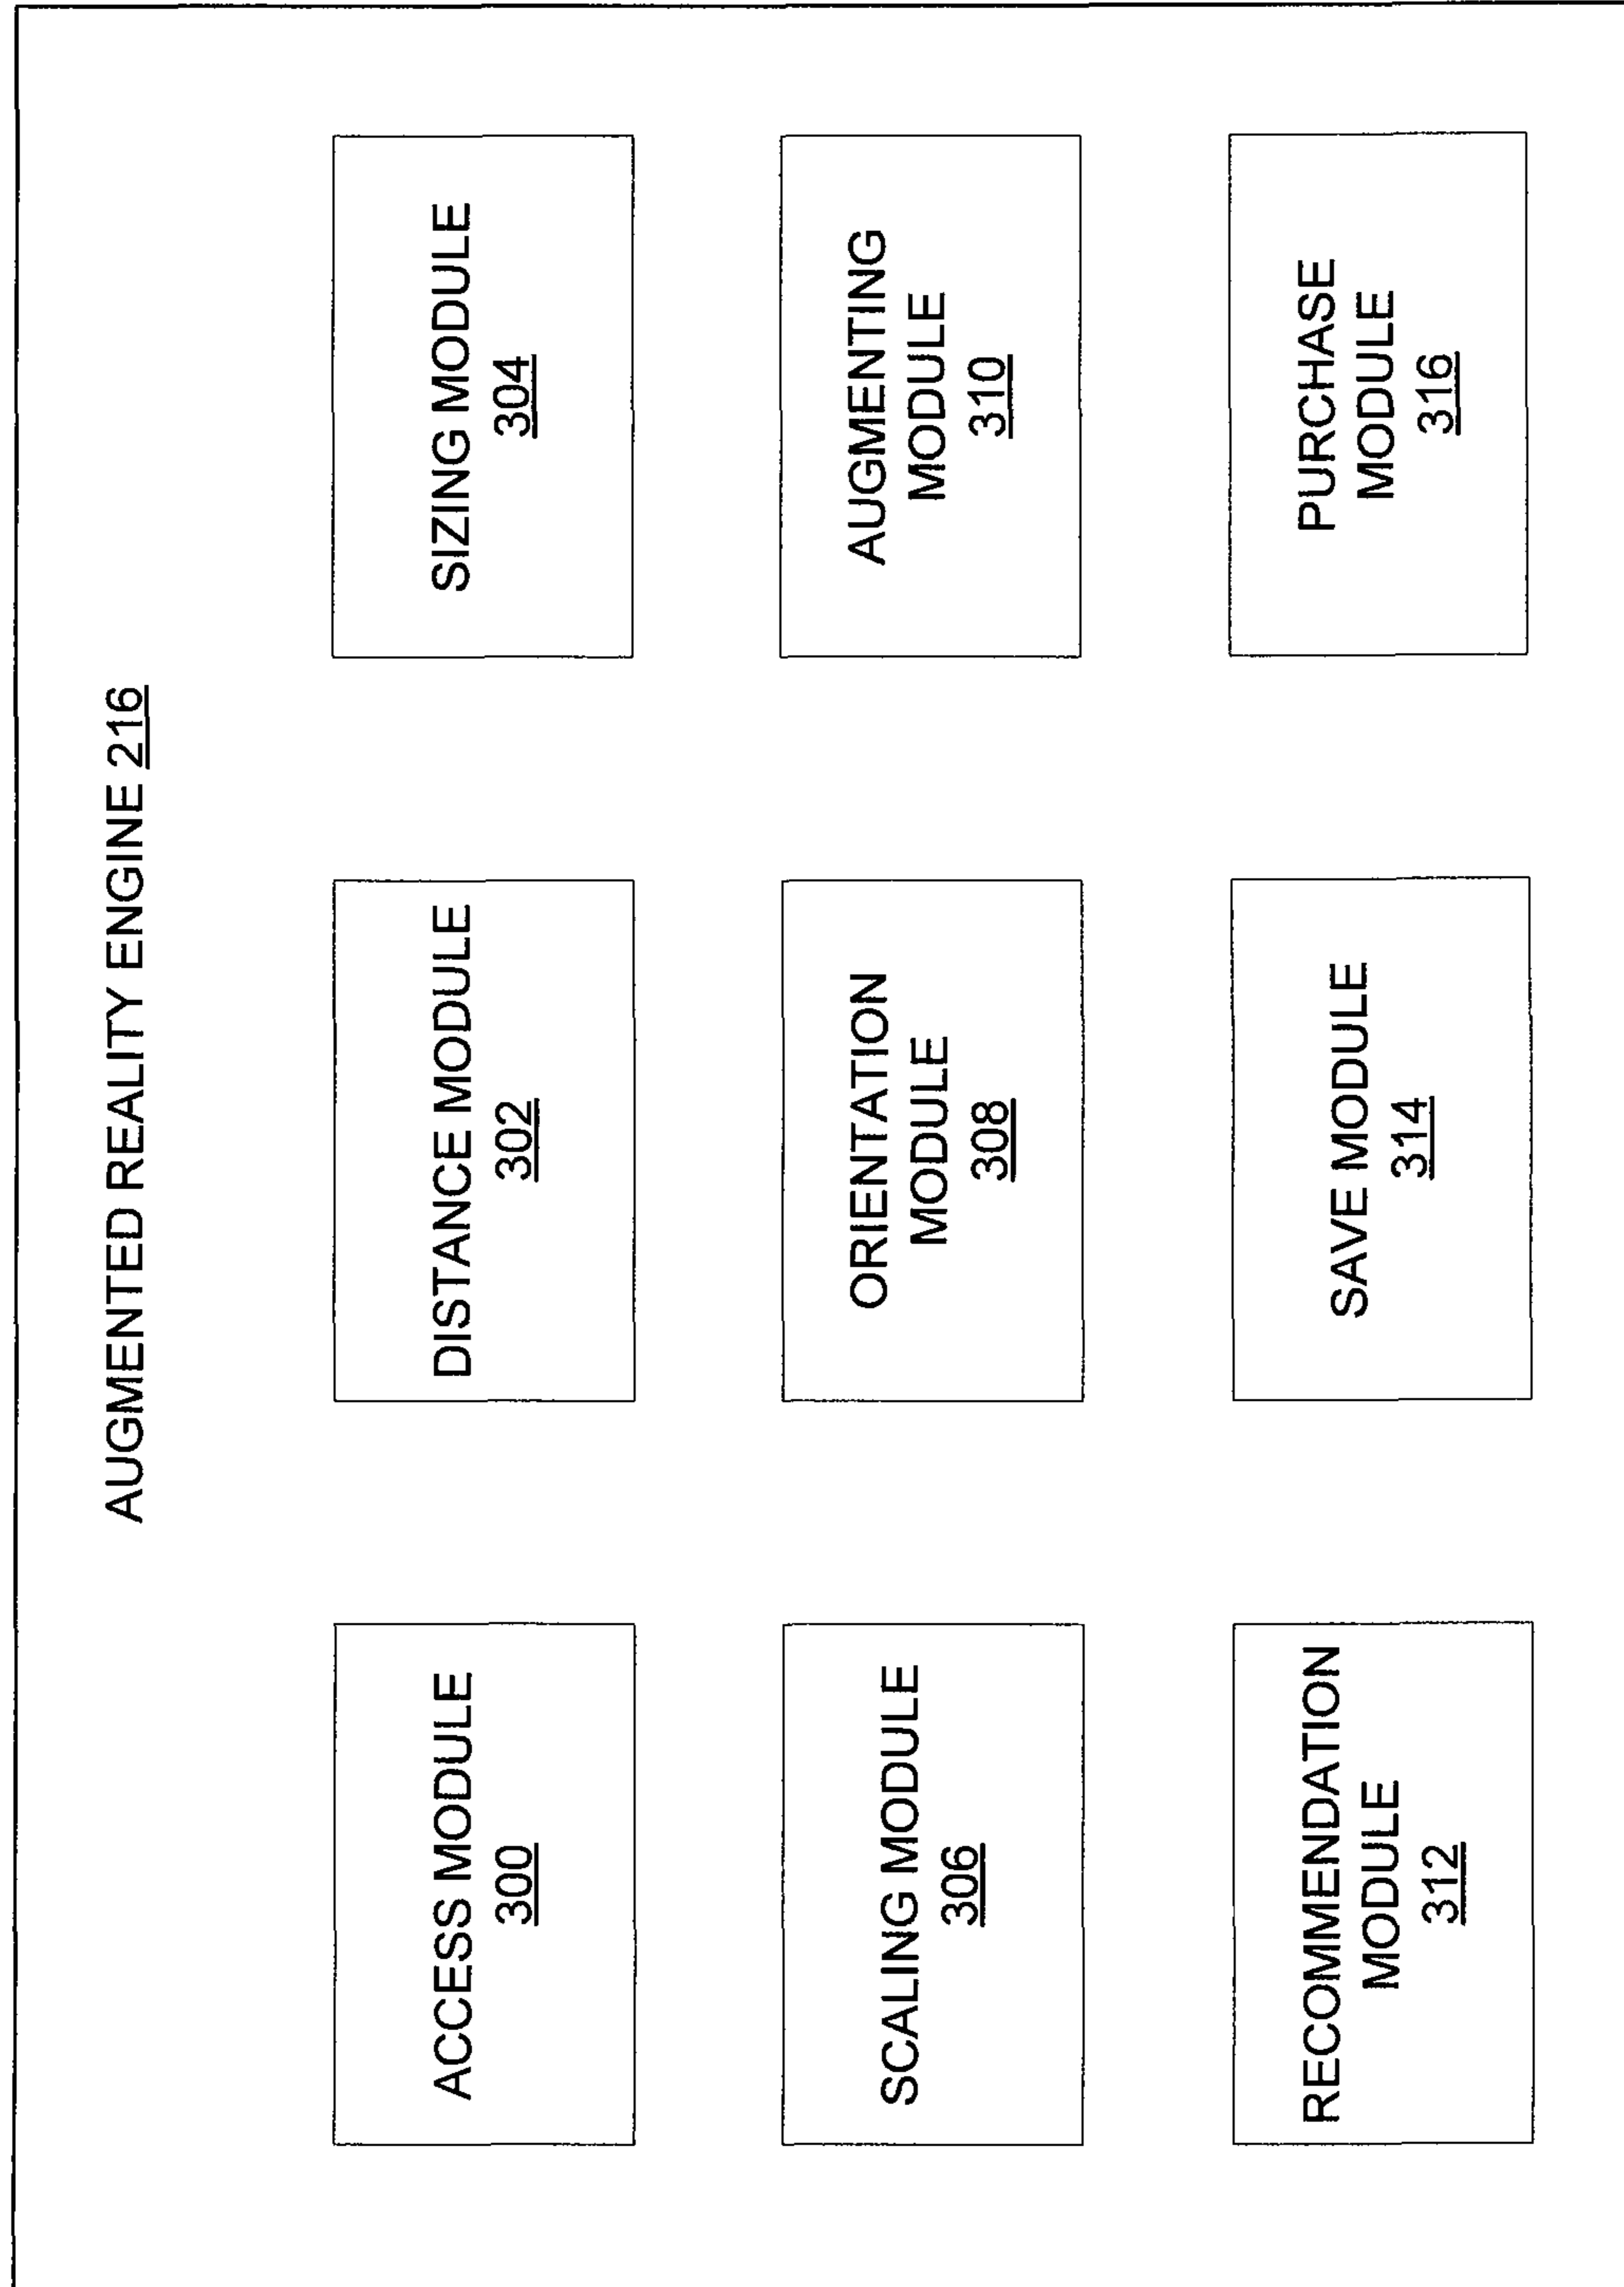 AUGMENTED REALITY ENGINE 216
ACCESS MODULE
300
DISTANCE MODULE
302
SIZING MODULE
304
SCALING MODULE
306
ORIENTATION
MODULE
308
AUGMENTING
MODULE
310
RECOMMENDATION
MODULE
312
SAVE MODULE
314
PURCHASE
MODULE
316